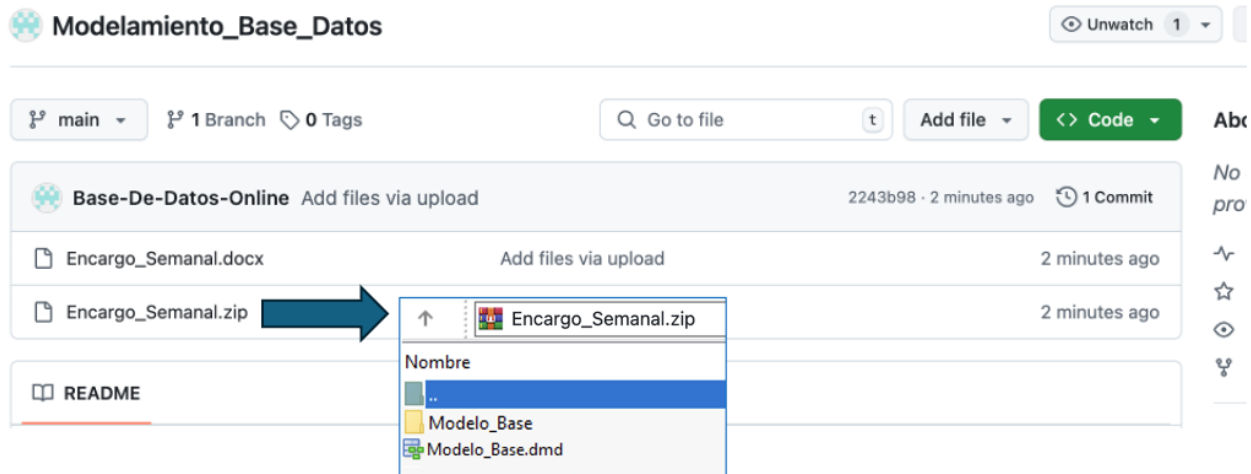 Modelamiento_Base_Datos
Unwatch 1
main 1 Branch 0 Tags
Go to file t
Add file
Code
Base-De-Datos-Online Add files via upload 2243b98 · 2 minutes ago 1 Commit
No
Encargo_Semanal.docx Add files via upload 2 minutes ago
Encargo_Semanal.zip 2 minutes ago
Encargo_Semanal.zip
Nombre
..
Modelo_Base
Modelo_Base.dmd
README